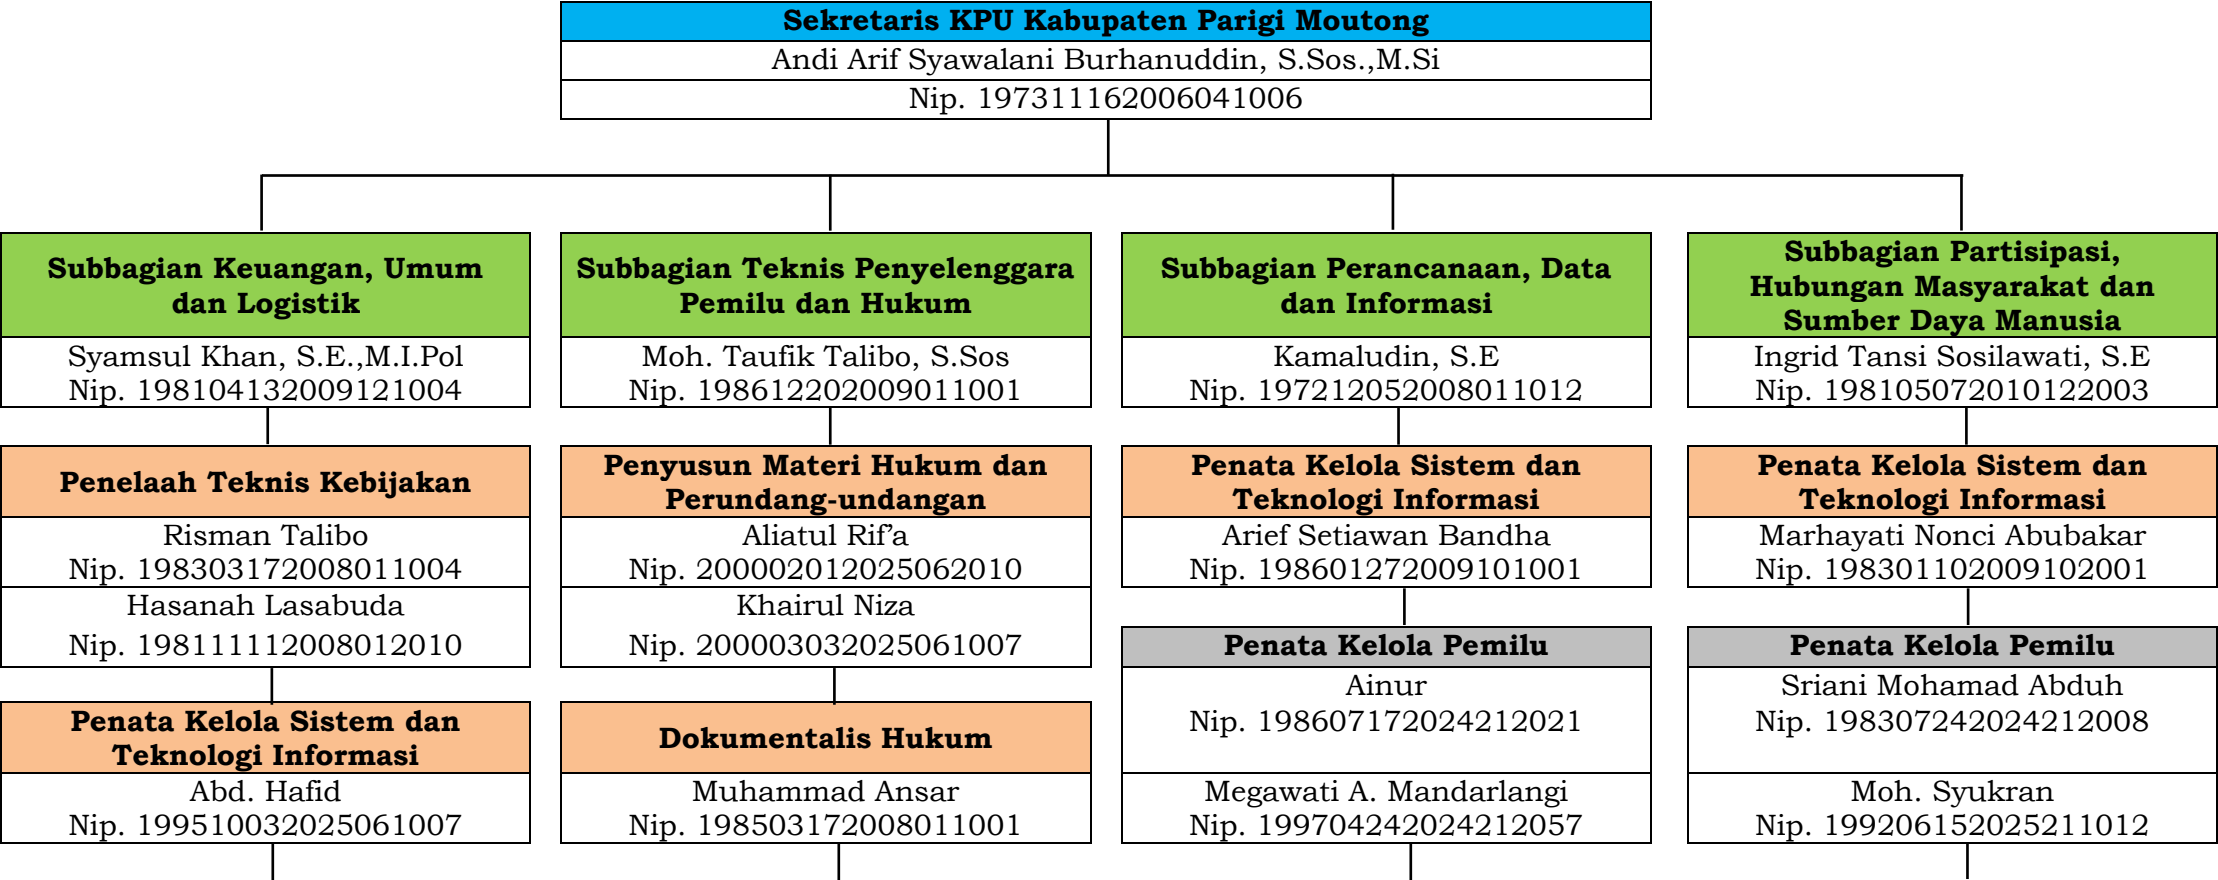 Sekretaris KPU Kabupaten Parigi Moutong
Andi Arif Syawalani Burhanuddin, S.Sos.,M.Si
Nip. 197311162006041006
Subbagian Keuangan, Umum
dan Logistik
Syamsul Khan, S.E.,M.I.Pol
Nip. 198104132009121004
Penelaah Teknis Kebijakan
Risman Talibo
Nip. 198303172008011004
Hasanah Lasabuda
Nip. 198111112008012010
Penata Kelola Sistem dan
Teknologi Informasi
Abd. Hafid
Nip. 199510032025061007
Subbagian Teknis Penyelenggara
Pemilu dan Hukum
Moh. Taufik Talibo, S.Sos
Nip. 198612202009011001
Penyusun Materi Hukum dan
Perundang-undangan
Aliatul Rif’a
Nip. 200002012025062010
Khairul Niza
Nip. 200003032025061007
Dokumentalis Hukum
Muhammad Ansar
Nip. 198503172008011001
Subbagian Perancanaan, Data
dan Informasi
Kamaludin, S.E
Nip. 197212052008011012
Penata Kelola Sistem dan
Teknologi Informasi
Arief Setiawan Bandha
Nip. 198601272009101001
Penata Kelola Pemilu
Ainur
Nip. 198607172024212021
Megawati A. Mandarlangi
Nip. 199704242024212057
Subbagian Partisipasi,
Hubungan Masyarakat dan
Sumber Daya Manusia
Ingrid Tansi Sosilawati, S.E
Nip. 198105072010122003
Penata Kelola Sistem dan
Teknologi Informasi
Marhayati Nonci Abubakar
Nip. 198301102009102001
Penata Kelola Pemilu
Sriani Mohamad Abduh
Nip. 198307242024212008
Moh. Syukran
Nip. 199206152025211012